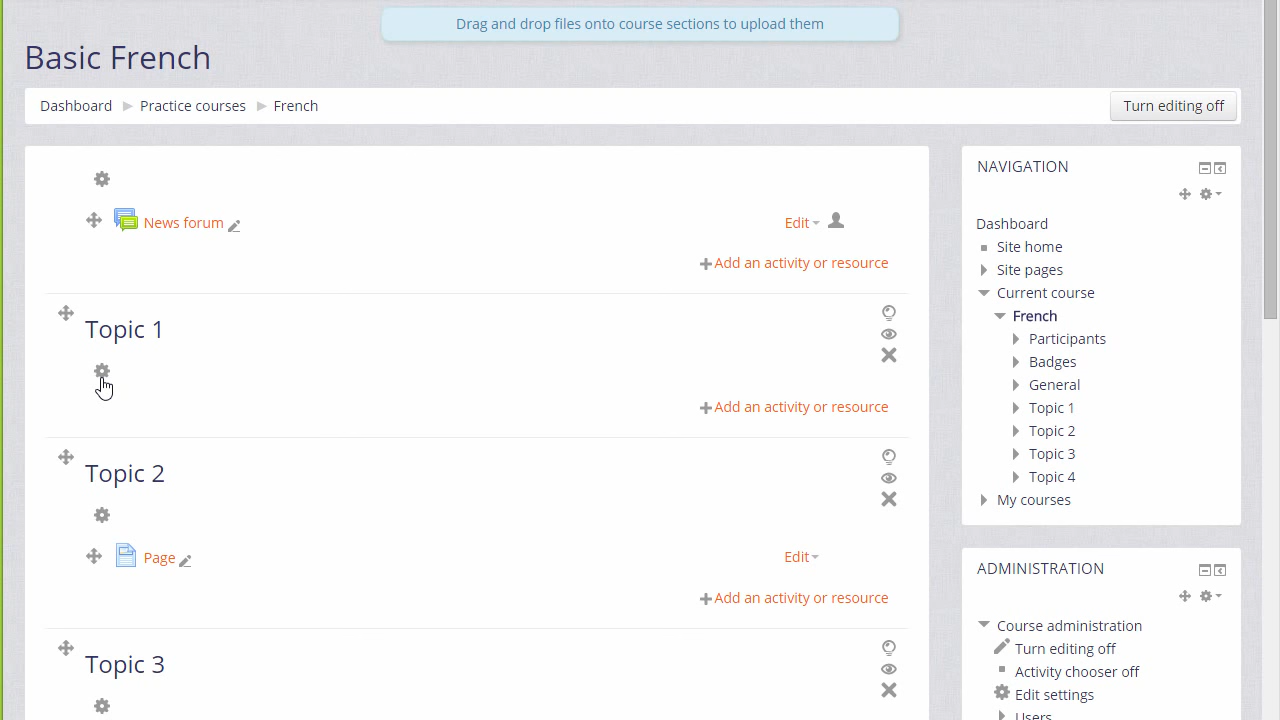 Drag and drop files onto course sections to upload them
Basic French
Dashboard Practice courses French
Turn editing off
News forum
Edit
Add an activity or resource
Topic 1
Add an activity or resource
Topic 2
Page
Edit
Add an activity or resource
Topic 3
NAVIGATION
Dashboard
Site home
Site pages
Current course
French
Participants
Badges
General
Topic 1
Topic 2
Topic 3
Topic 4
My courses
ADMINISTRATION
Course administration
Turn editing off
Activity chooser off
Edit settings
Users